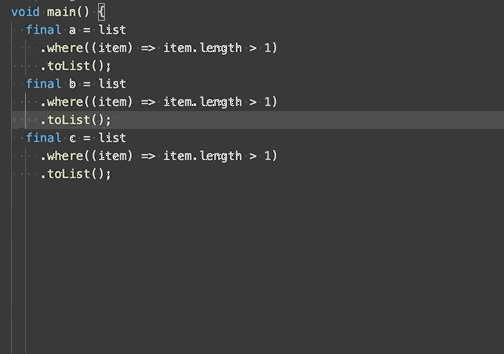 void main() {
final a = list
.where((item) => item.length > 1)
.toList();
final b = list
.where((item) => item.length > 1)
.toList();
final c = list
.where((item) => item.length > 1)
.toList();